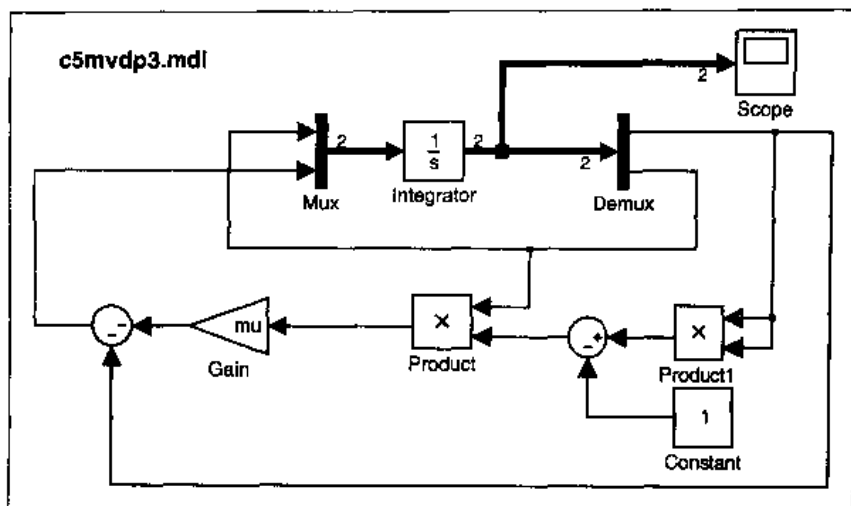 c5mvdp3.mdl
2
Scope
2
1
s
2
2
Mux
Integrator
Demux
mu
Gain
×
Product
- -
- +
×
Product1
1
Constant